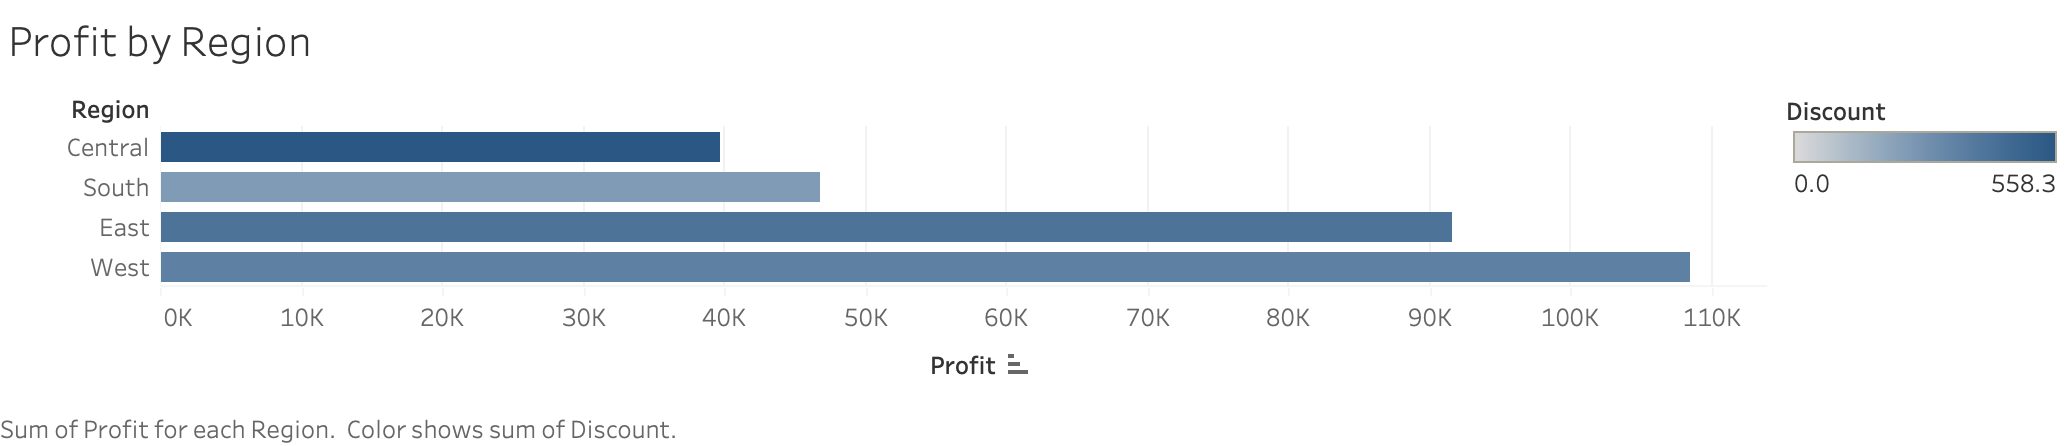 Profit by Region
Region
Central
South
East
West
0K 10K 20K 30K 40K 50K 60K 70K 80K 90K 100K 110K
Profit
Discount
0.0 558.3
Sum of Profit for each Region.  Color shows sum of Discount.